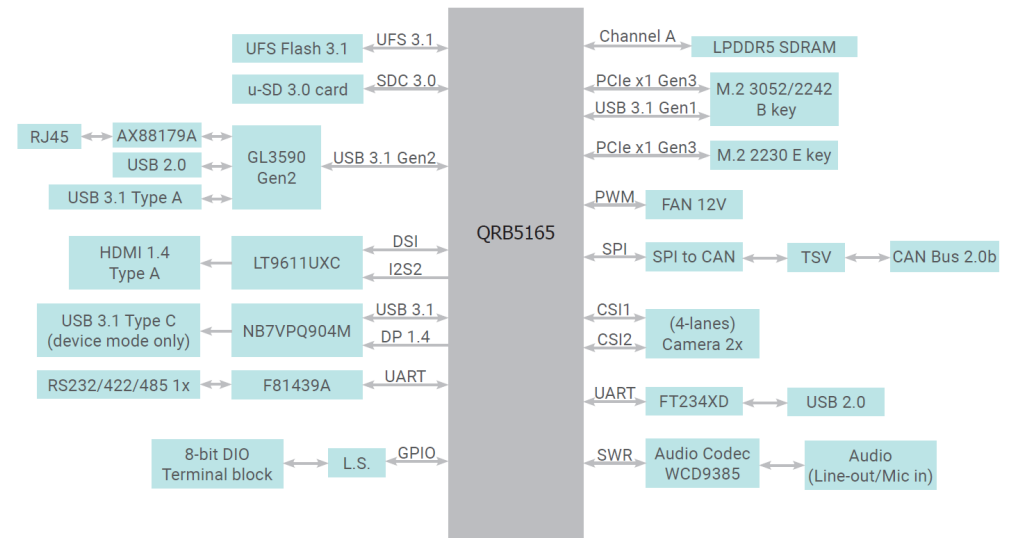 UFS Flash 3.1
UFS 3.1
u-SD 3.0 card
SDC 3.0
RJ45
AX88179A
USB 2.0
USB 3.1 Type A
GL3590
Gen2
USB 3.1 Gen2
HDMI 1.4
Type A
LT9611UXC
DSI
I2S2
USB 3.1 Type C
(device mode only)
NB7VPQ904M
USB 3.1
DP 1.4
RS232/422/485 1x
F81439A
UART
8-bit DIO
Terminal block
L.S.
GPIO
QRB5165
Channel A
LPDDR5 SDRAM
PCIe x1 Gen3
USB 3.1 Gen1
M.2 3052/2242
B key
PCIe x1 Gen3
M.2 2230 E key
PWM
FAN 12V
SPI
SPI to CAN
TSV
CAN Bus 2.0b
CSI1
CSI2
(4-lanes)
Camera 2x
UART
FT234XD
USB 2.0
SWR
Audio Codec
WCD9385
Audio
(Line-out/Mic in)